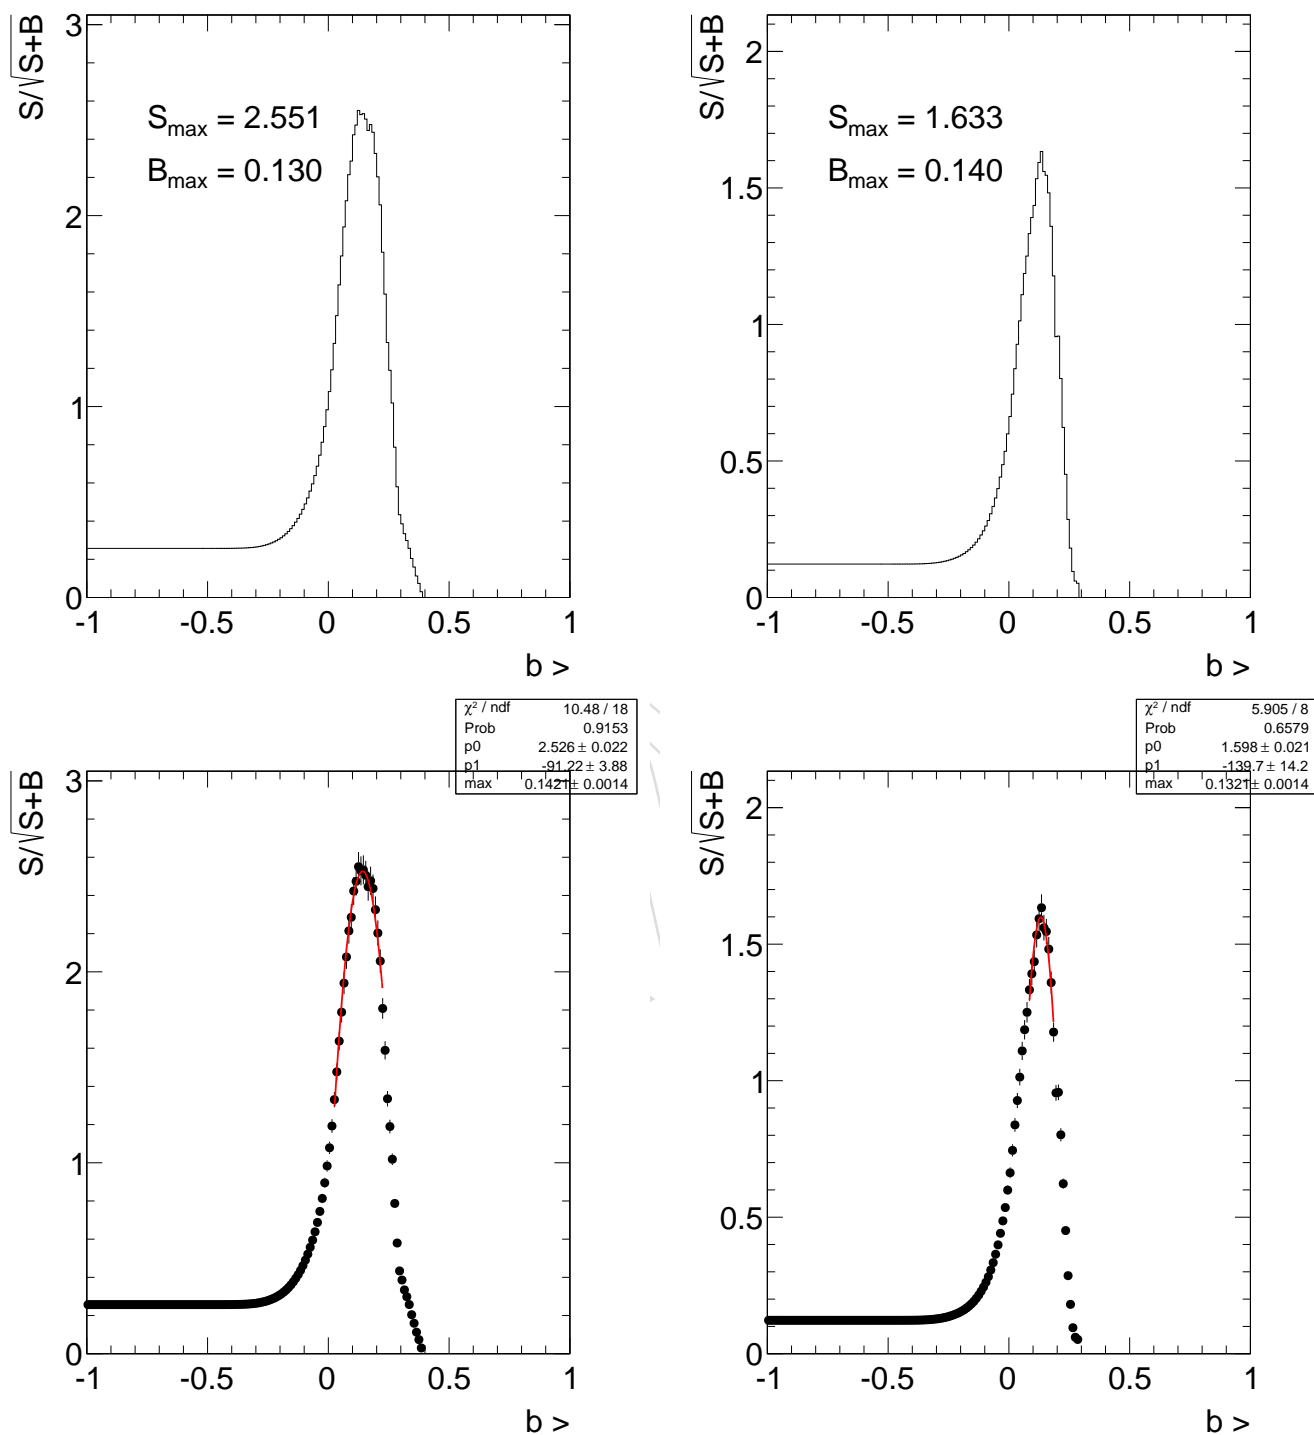 S/√S+B
3
2
1
0
S_max = 2.551
B_max = 0.130
-1 -0.5 0 0.5 1
b >
S/√S+B
2
1.5
1
0.5
0
S_max = 1.633
B_max = 0.140
-1 -0.5 0 0.5 1
b >
χ² / ndf 10.48 / 18
Prob 0.9153
p0 2.526 ± 0.022
p1 -91.22 ± 3.88
max 0.1421 ± 0.0014
S/√S+B
3
2
1
0
-1 -0.5 0 0.5 1
b >
χ² / ndf 5.905 / 8
Prob 0.6579
p0 1.598 ± 0.021
p1 -139.7 ± 14.2
max 0.1321 ± 0.0014
S/√S+B
2
1.5
1
0.5
0
-1 -0.5 0 0.5 1
b >